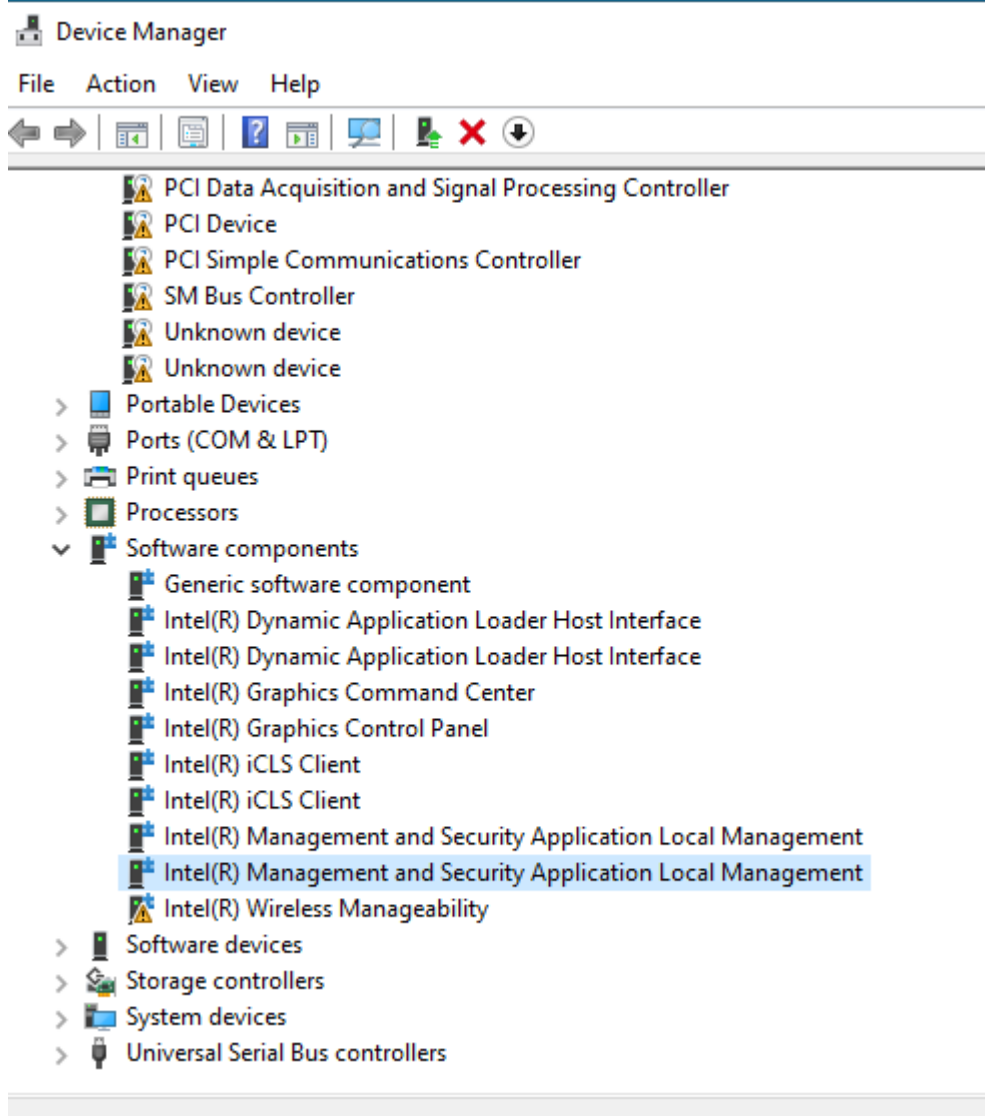 Device Manager
File Action View Help
PCI Data Acquisition and Signal Processing Controller
PCI Device
PCI Simple Communications Controller
SM Bus Controller
Unknown device
Unknown device
Portable Devices
Ports (COM & LPT)
Print queues
Processors
Software components
Generic software component
Intel(R) Dynamic Application Loader Host Interface
Intel(R) Dynamic Application Loader Host Interface
Intel(R) Graphics Command Center
Intel(R) Graphics Control Panel
Intel(R) iCLS Client
Intel(R) iCLS Client
Intel(R) Management and Security Application Local Management
Intel(R) Management and Security Application Local Management
Intel(R) Wireless Manageability
Software devices
Storage controllers
System devices
Universal Serial Bus controllers